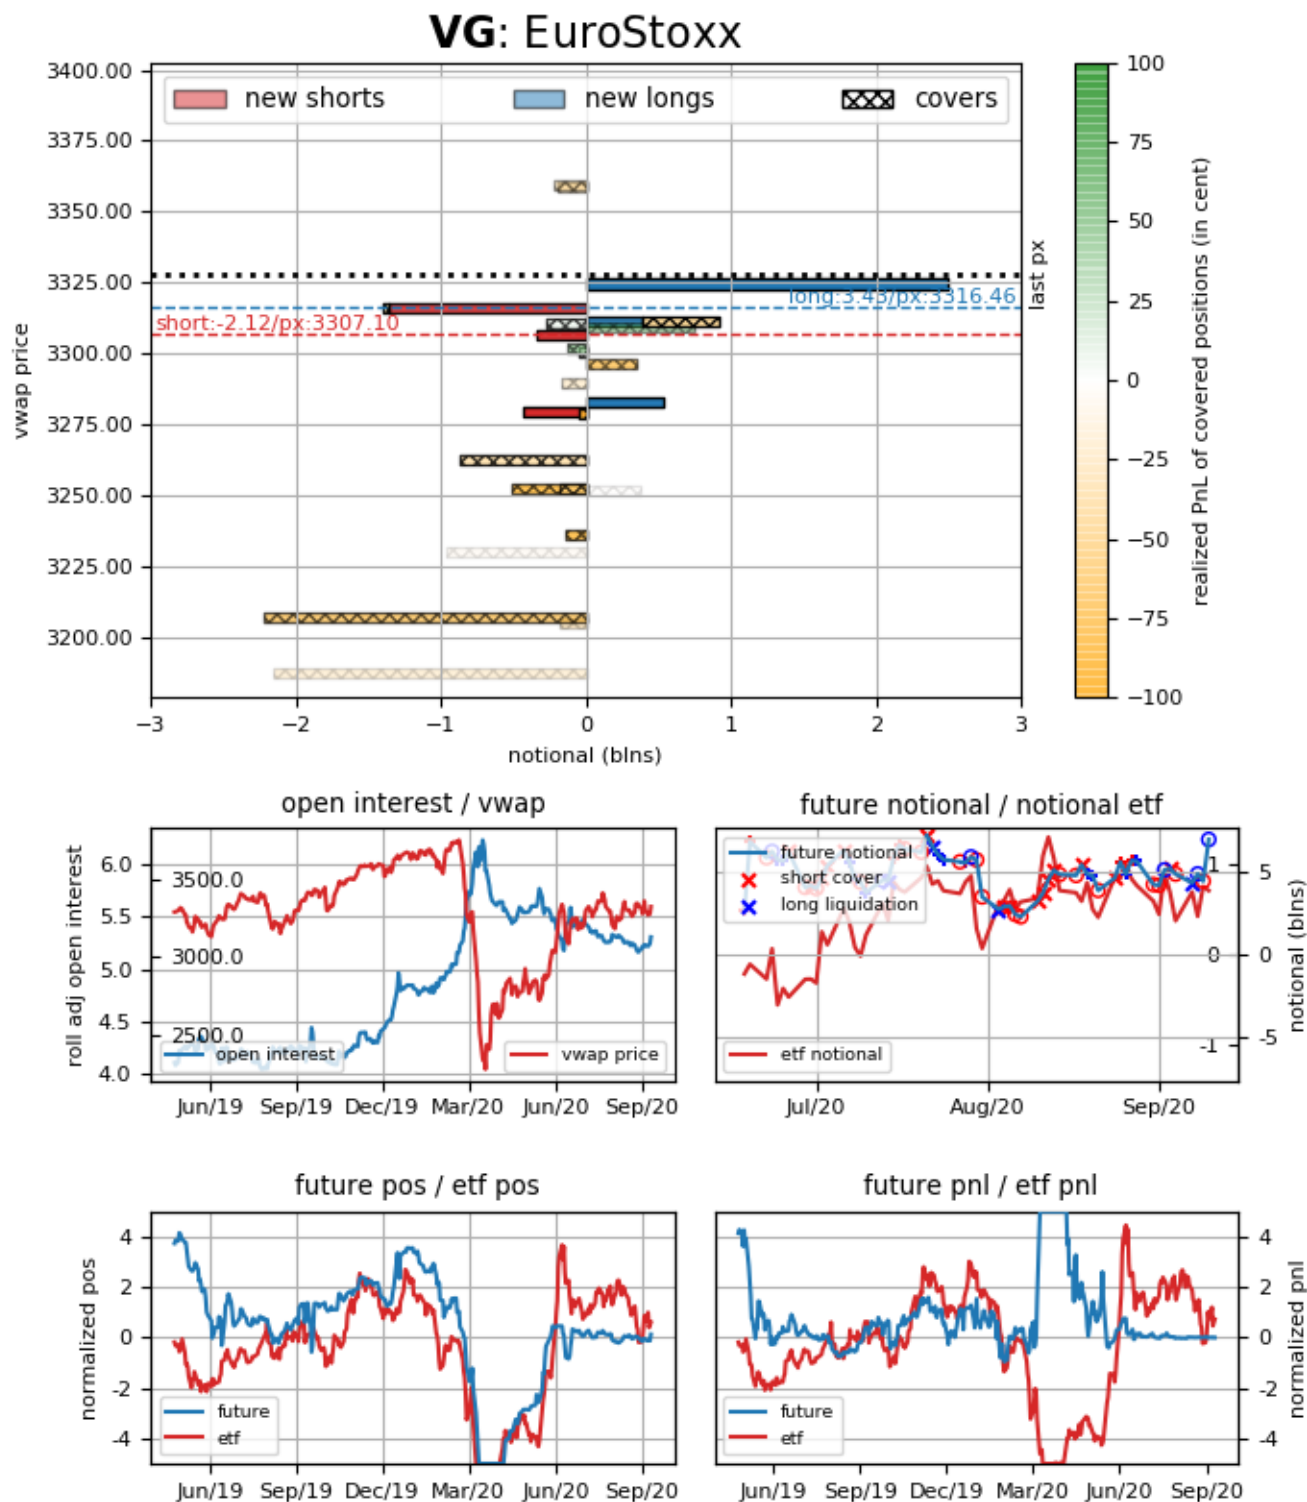 VG: EuroStoxx
3400.00
3375.00
3350.00
3325.00
3300.00
3275.00
3250.00
3225.00
3200.00
vwap price
new shorts
new longs
covers
long:3.43/px:3316.46
short:-2.12/px:3307.10
last px
−3 −2 −1 0 1 2 3
notional (blns)
100
75
50
25
0
−25
−50
−75
−100
realized PnL of covered positions (in cent)
open interest / vwap
roll adj open interest
6.0
5.5
5.0
4.5
4.0
3500.0
3000.0
2500.0
open interest
vwap price
Jun/19 Sep/19 Dec/19 Mar/20 Jun/20 Sep/20
future notional / notional etf
future notional
short cover
long liquidation
etf notional
1
0
-1
5
0
-5
notional (blns)
Jul/20 Aug/20 Sep/20
future pos / etf pos
normalized pos
4
2
0
-2
-4
future
etf
Jun/19 Sep/19 Dec/19 Mar/20 Jun/20 Sep/20
future pnl / etf pnl
future
etf
4
2
0
-2
-4
normalized pnl
Jun/19 Sep/19 Dec/19 Mar/20 Jun/20 Sep/20